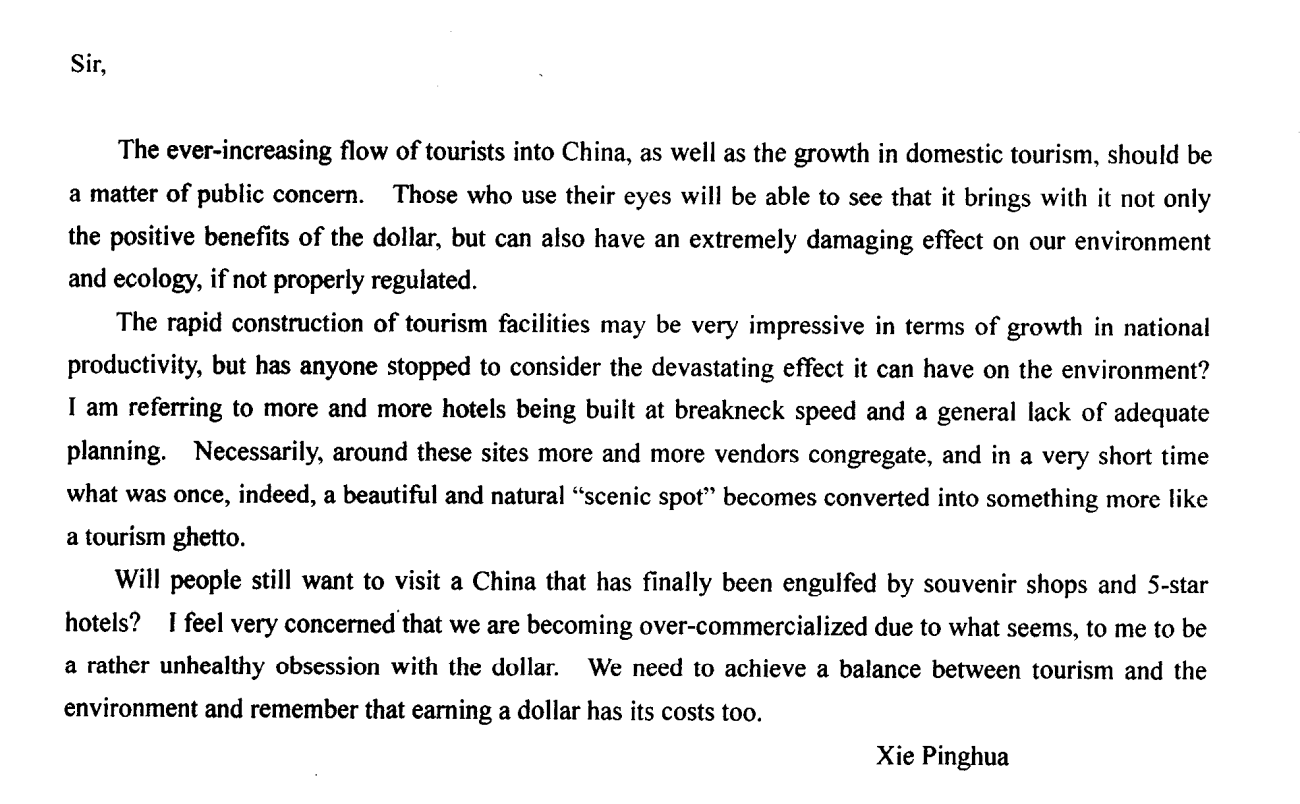 Sir,
The ever-increasing flow of tourists into China, as well as the growth in domestic tourism, should be
a matter of public concern. Those who use their eyes will be able to see that it brings with it not only
the positive benefits of the dollar, but can also have an extremely damaging effect on our environment
and ecology, if not properly regulated.
The rapid construction of tourism facilities may be very impressive in terms of growth in national
productivity, but has anyone stopped to consider the devastating effect it can have on the environment?
I am referring to more and more hotels being built at breakneck speed and a general lack of adequate
planning. Necessarily, around these sites more and more vendors congregate, and in a very short time
what was once, indeed, a beautiful and natural “scenic spot” becomes converted into something more like
a tourism ghetto.
Will people still want to visit a China that has finally been engulfed by souvenir shops and 5-star
hotels? I feel very concerned that we are becoming over-commercialized due to what seems, to me to be
a rather unhealthy obsession with the dollar. We need to achieve a balance between tourism and the
environment and remember that earning a dollar has its costs too.
Xie Pinghua